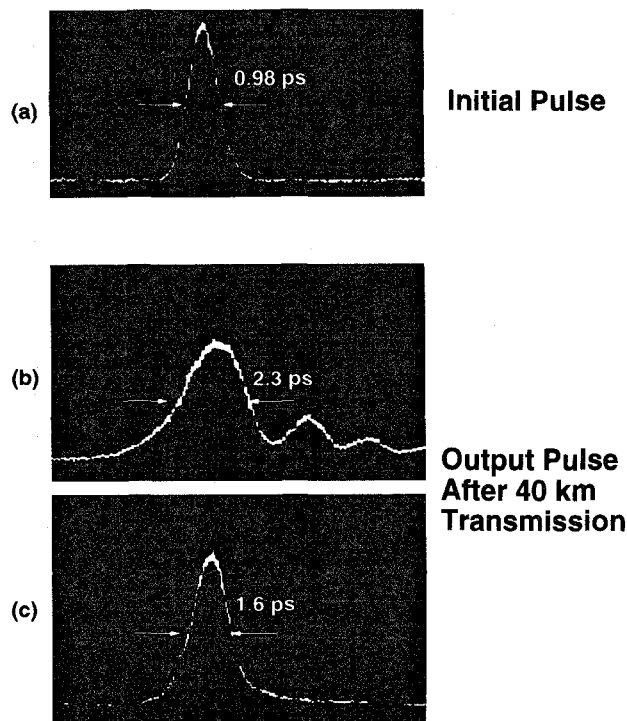 (a)
0.98 ps
Initial Pulse
(b)
2.3 ps
Output Pulse
After 40 km
Transmission
(c)
1.6 ps